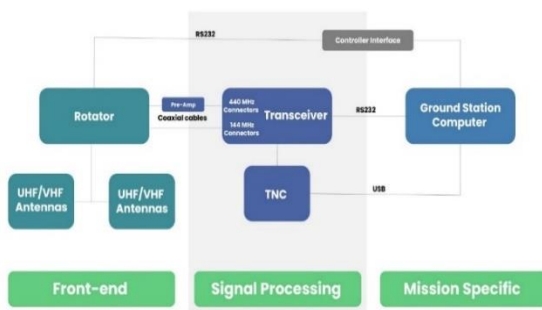 RS232
Controller Interface
Rotator
Pre-Amp
Coaxial cables
440 MHz
Connectors
144 MHz
Connectors
Transceiver
RS232
Ground Station
Computer
UHF/VHF
Antennas
UHF/VHF
Antennas
TNC
USB
Front-end
Signal Processing
Mission Specific